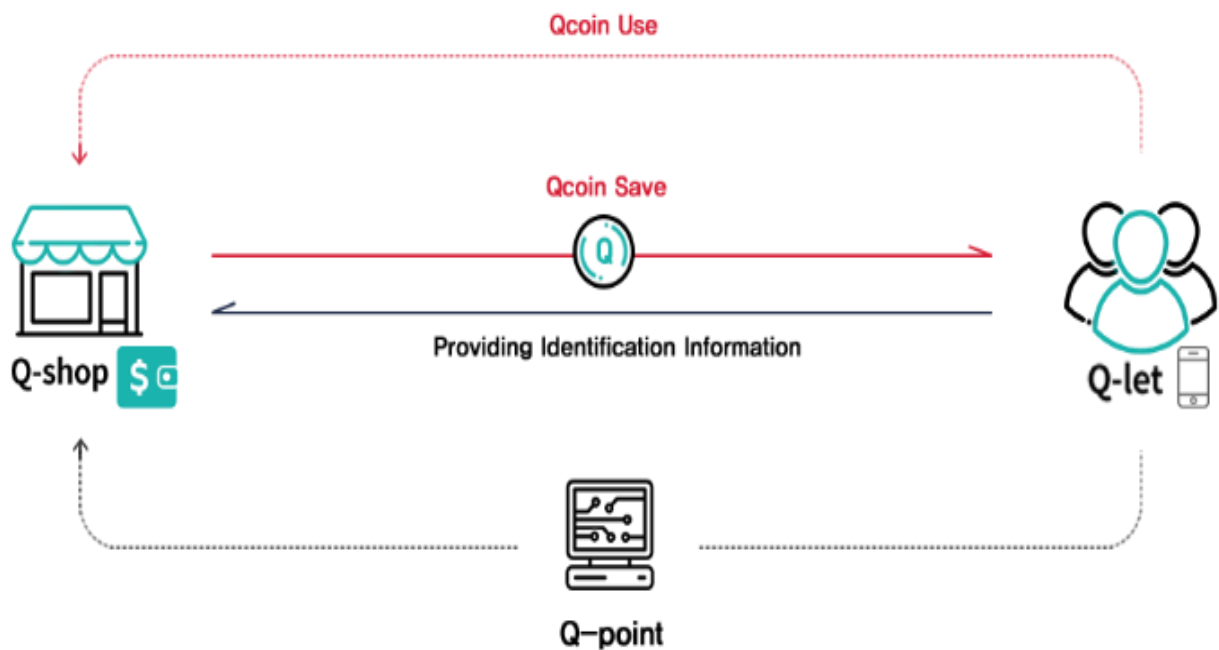 Qcoin Use
Qcoin Save
Q
Providing Identification Information
Q-shop
$
Q-let
Q-point